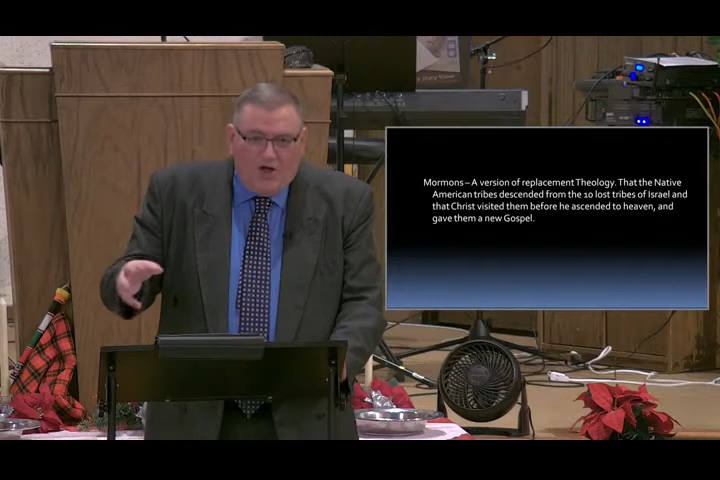 Mormons – A version of replacement Theology. That the Native
American tribes descended from the 10 lost tribes of Israel and
that Christ visited them before he ascended to heaven, and
gave them a new Gospel.